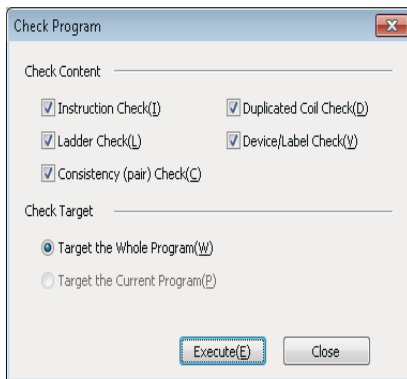 Check Program
Check Content
Instruction Check(I) Duplicated Coil Check(D)
Ladder Check(L) Device/Label Check(V)
Consistency (pair) Check(C)
Check Target
Target the Whole Program(W)
Target the Current Program(P)
Execute(E) Close